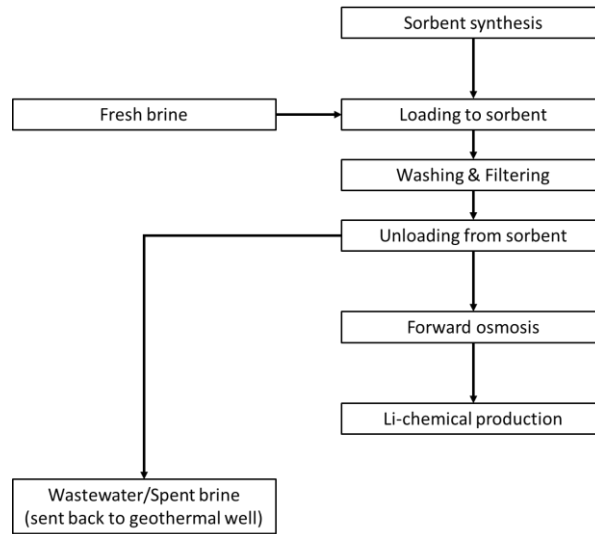 Sorbent synthesis
Fresh brine
Loading to sorbent
Washing & Filtering
Unloading from sorbent
Forward osmosis
Li-chemical production
Wastewater/Spent brine
(sent back to geothermal well)